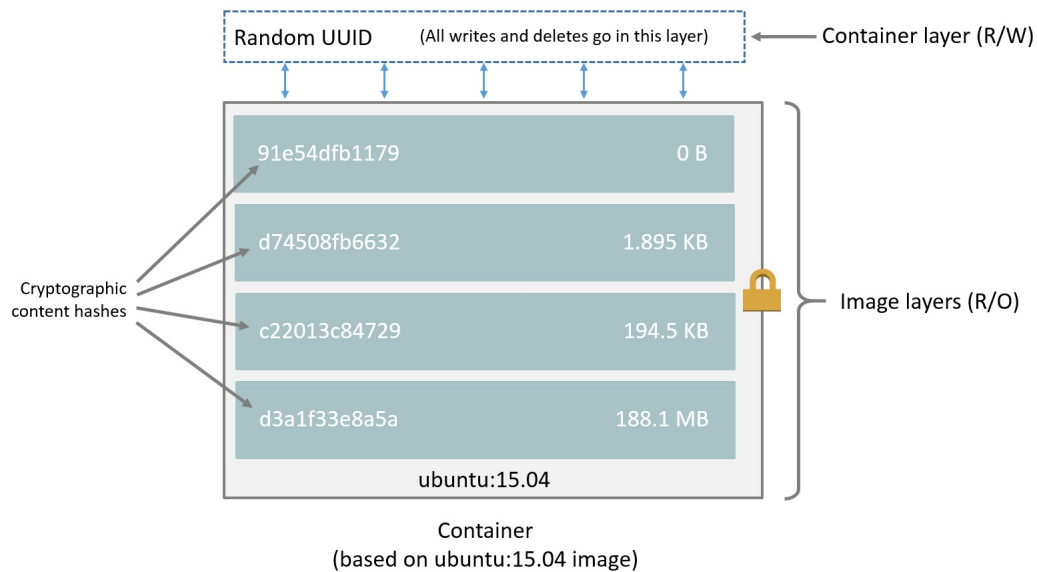 Random UUID (All writes and deletes go in this layer)
Container layer (R/W)
91e54dfb1179 0 B
d74508fb6632 1.895 KB
Cryptographic
content hashes
Image layers (R/O)
c22013c84729 194.5 KB
d3a1f33e8a5a 188.1 MB
ubuntu:15.04
Container
(based on ubuntu:15.04 image)